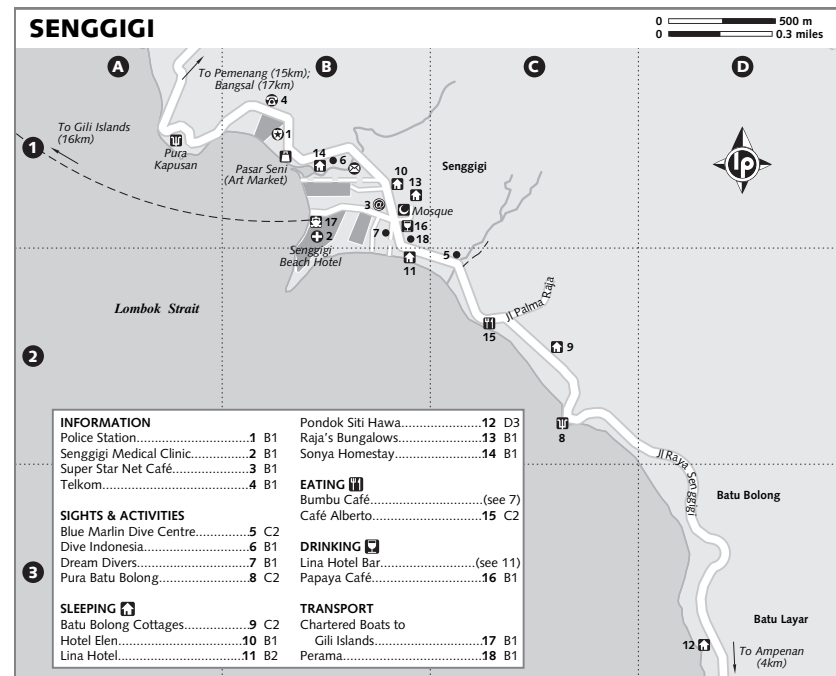 SENGGIGI
0 500 m
0 0.3 miles
A B C D
To Pemenang (15km);
Bangsal (17km)
4
To Gili Islands
(16km)
1
1
Pura
Kapusan
Pasar Seni
(Art Market)
14
6
10
13
Senggigi
lp
3 @
Mosque
17
16
2
7
18
Senggigi
Beach Hotel
11
5
Lombok Strait
Jl Palma Raja
15
2
9
8
Jl Raya Senggigi
Batu Bolong
3
Batu Layar
12
To Ampenan
(4km)
INFORMATION
Police Station...................................1 B1
Senggigi Medical Clinic..................2 B1
Super Star Net Café.......................3 B1
Telkom............................................4 B1
SIGHTS & ACTIVITIES
Blue Marlin Dive Centre................5 C2
Dive Indonesia................................6 B1
Dream Divers..................................7 B1
Pura Batu Bolong...........................8 C2
SLEEPING
Batu Bolong Cottages....................9 C2
Hotel Elen.....................................10 B1
Lina Hotel.....................................11 B2
Pondok Siti Hawa.........................12 D3
Raja's Bungalows..........................13 B1
Sonya Homestay...........................14 B1
EATING
Bumbu Café...........................(see 7)
Café Alberto.................................15 C2
DRINKING
Lina Hotel Bar.......................(see 11)
Papaya Café..................................16 B1
TRANSPORT
Chartered Boats to
Gili Islands...............................17 B1
Perama..........................................18 B1